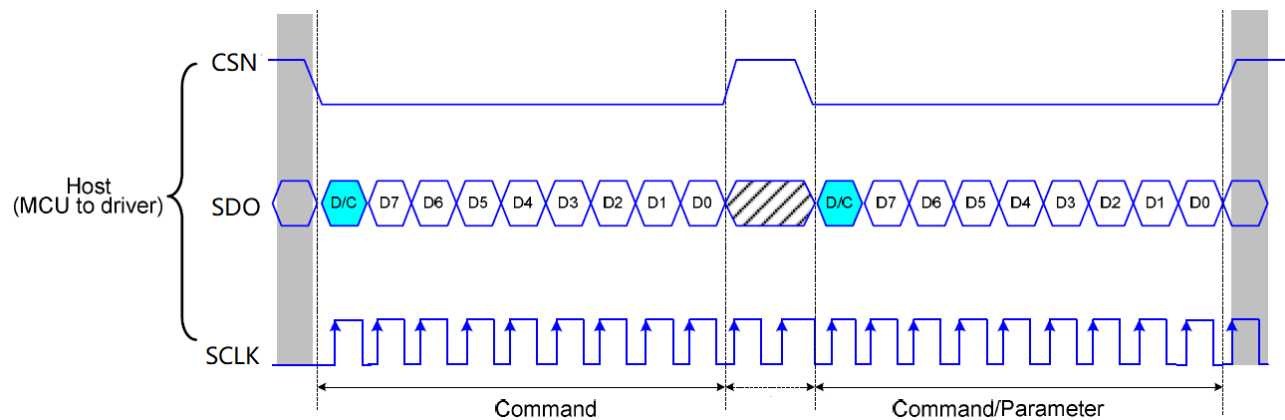 CSN
Host
(MCU to driver)
SDO
D/C D7 D6 D5 D4 D3 D2 D1 D0 D/C D7 D6 D5 D4 D3 D2 D1 D0
SCLK
Command Command/Parameter